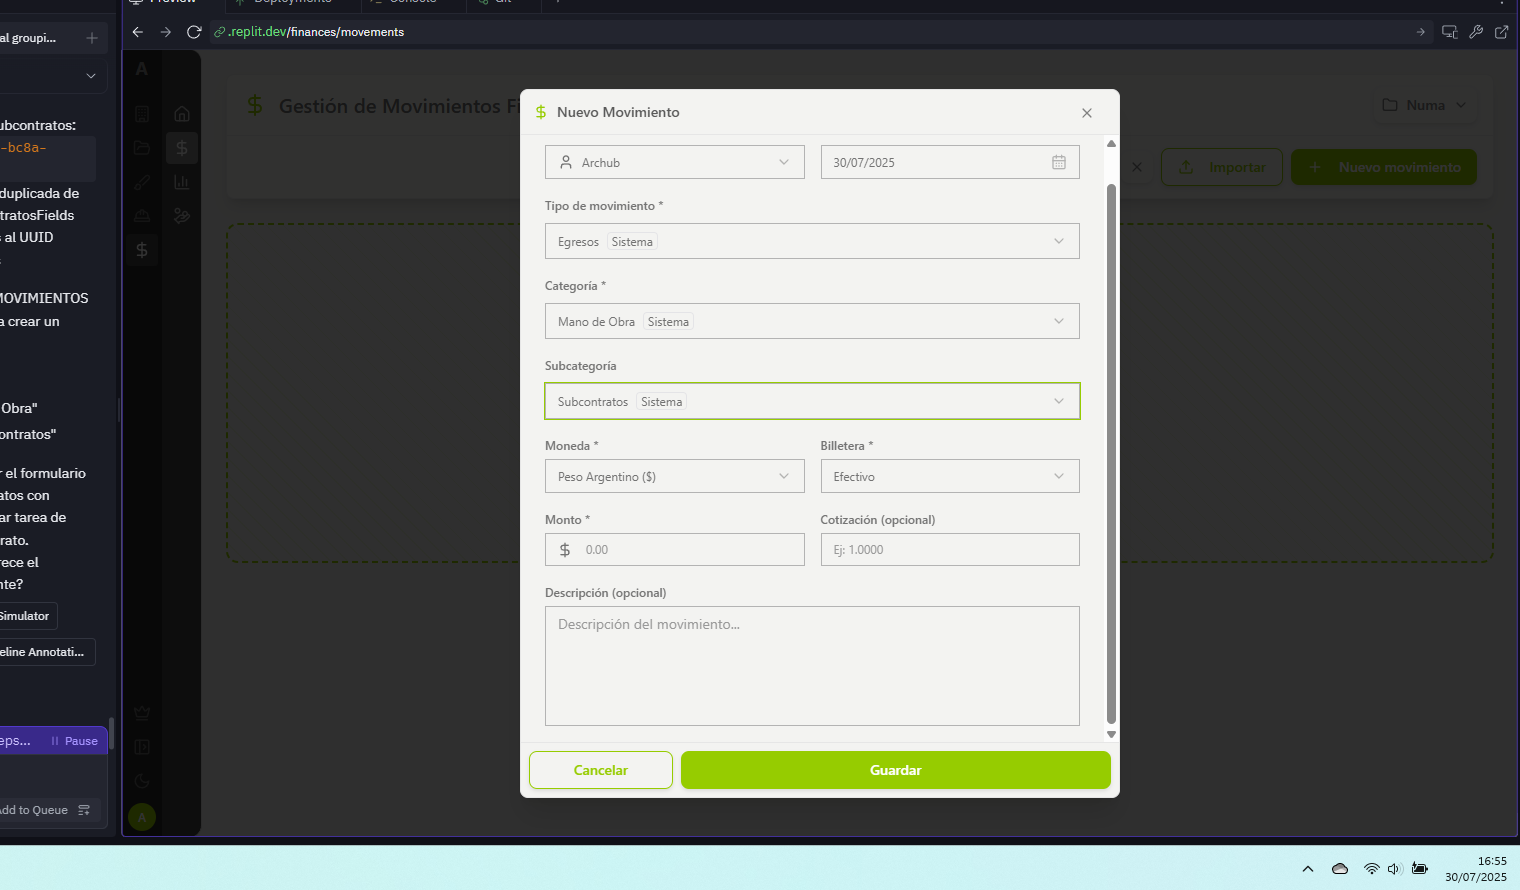 Preview
Deployments
Console
Git
.replit.dev/finances/movements
al groupi...
ubcontratos:
-bc8a-
duplicada de
tratosFields
s al UUID
MOVIMIENTOS
a crear un
Obra"
ontratos"
r el formulario
atos con
ar tarea de
rato.
rece el
nte?
Simulator
eline Annotati...
eps...
Pause
Add to Queue
A
A
Gestión de Movimientos Fi
Numa
Importar
Nuevo movimiento
Nuevo Movimiento
Archub
30/07/2025
Tipo de movimiento *
Egresos Sistema
Categoría *
Mano de Obra Sistema
Subcategoría
Subcontratos Sistema
Moneda * Billetera *
Peso Argentino ($) Efectivo
Monto * Cotización (opcional)
$ 0.00 Ej: 1.0000
Descripción (opcional)
Descripción del movimiento...
Cancelar Guardar
16:55
30/07/2025